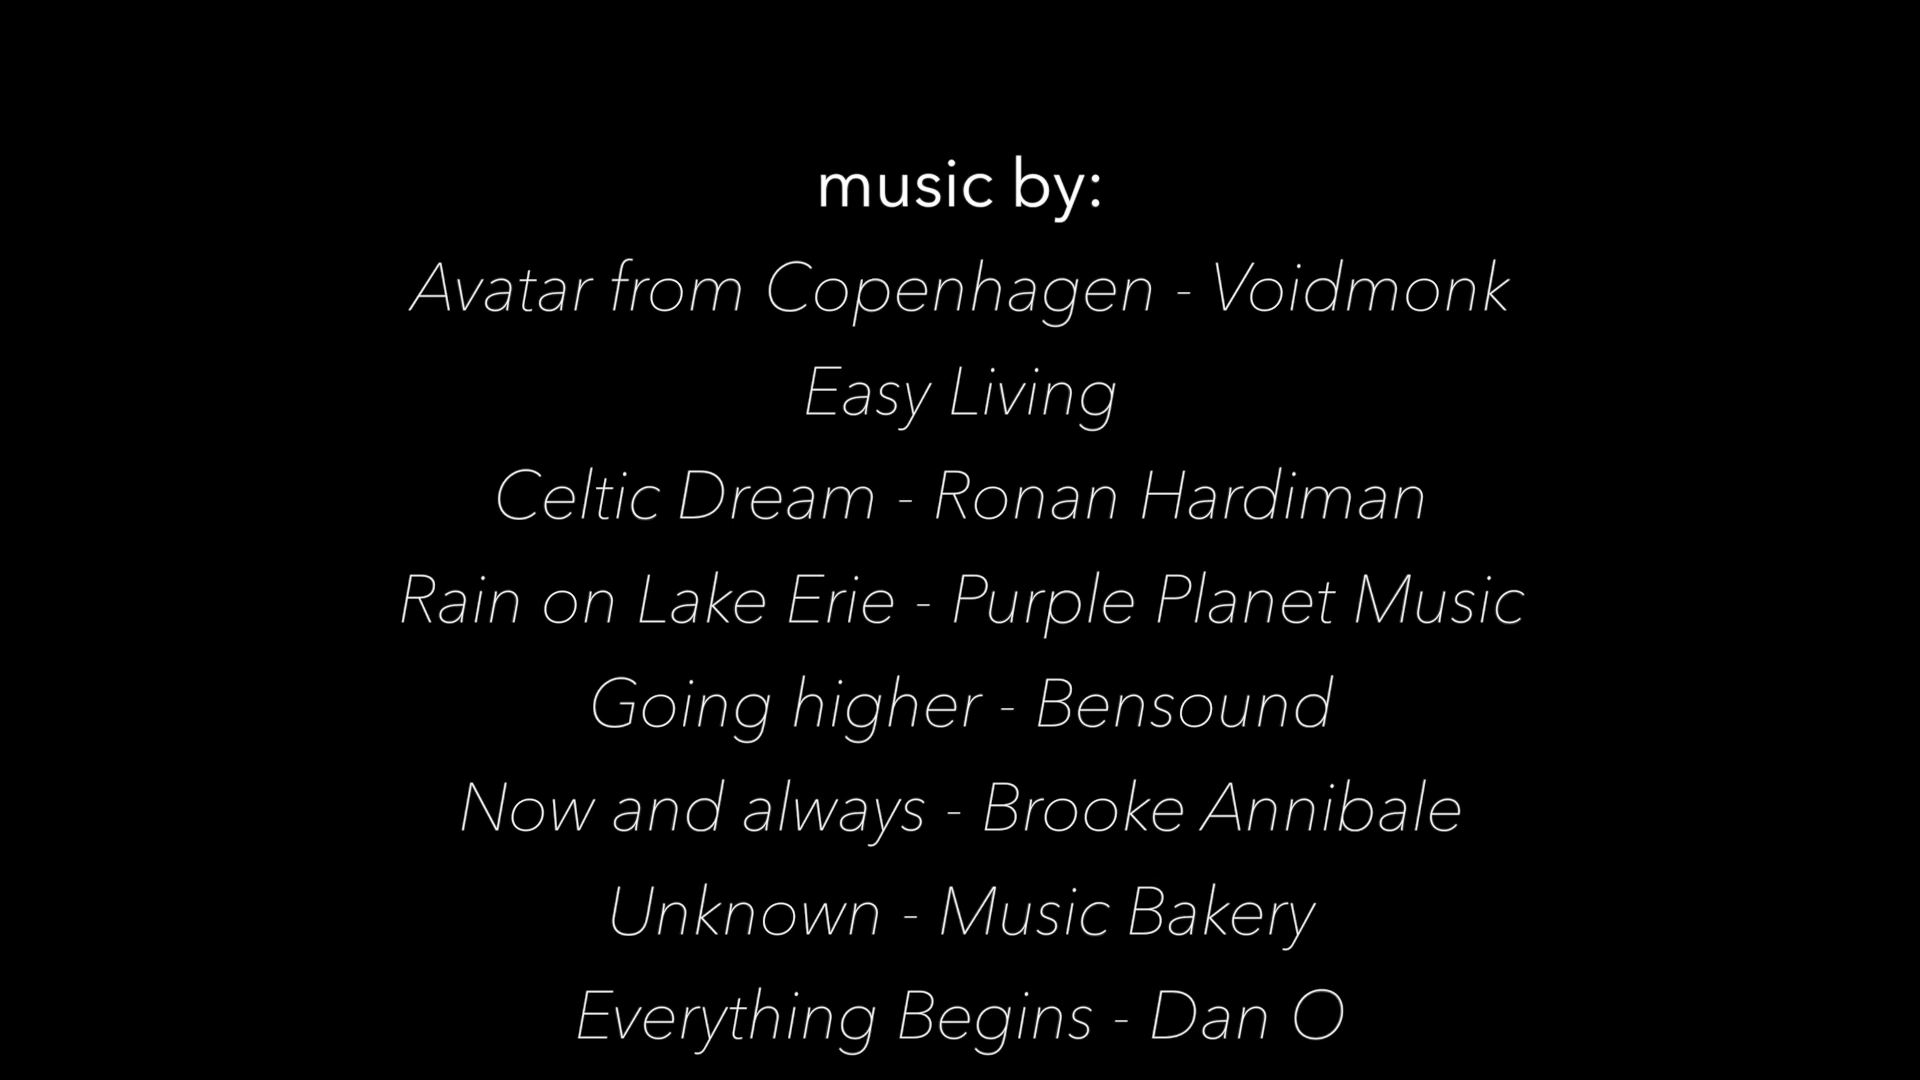 music by:
Avatar from Copenhagen - Voidmonk
Easy Living
Celtic Dream - Ronan Hardiman
Rain on Lake Erie - Purple Planet Music
Going higher - Bensound
Now and always - Brooke Annibale
Unknown - Music Bakery
Everything Begins - Dan O